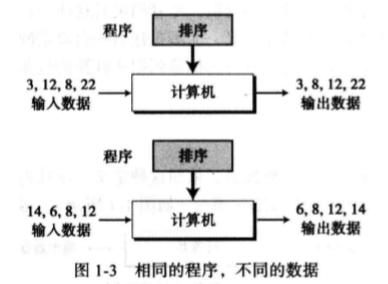 程序
排序
3, 12, 8, 22
输入数据
计算机
3, 8, 12, 22
输出数据
程序
排序
14, 6, 8, 12
输入数据
计算机
6, 8, 12, 14
输出数据
图 1-3 相同的程序，不同的数据